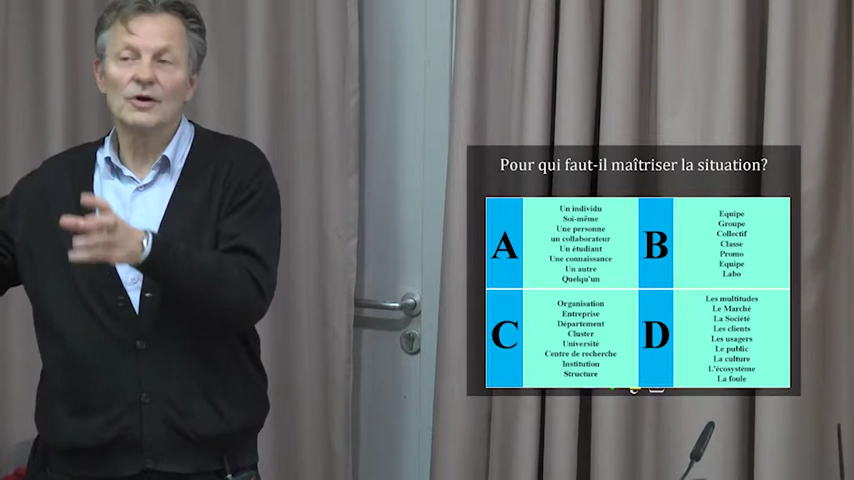 Pour qui faut-il maîtriser la situation?
A
Un individu
Soi-même
Une personne
un collaborateur
Un étudiant
Une connaissance
Un autre
Quelqu'un
B
Equipe
Groupe
Collectif
Classe
Promo
Equipe
Labo
C
Organisation
Entreprise
Département
Cluster
Université
Centre de recherche
Institution
Structure
D
Les multitudes
Le Marché
La Société
Les clients
Les usagers
Le public
La culture
L'écosystème
La foule